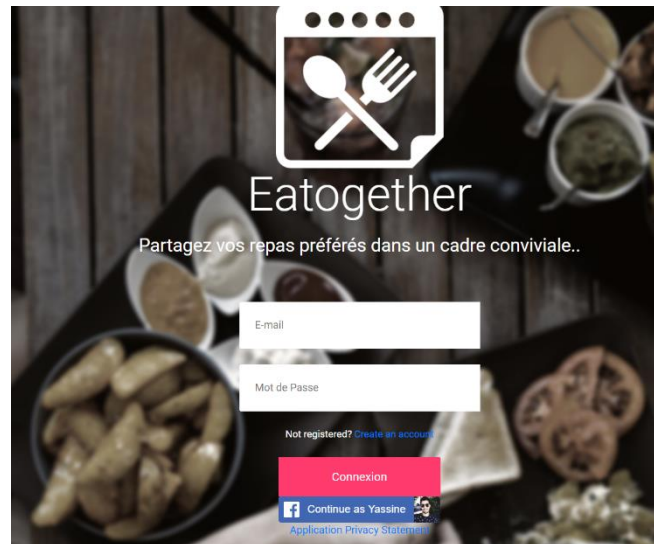 Eatogether
Partagez vos repas préférés dans un cadre conviviale..
E-mail
Mot de Passe
Not registered? Create an account
Connexion
Continue as Yassine
Application Privacy Statement